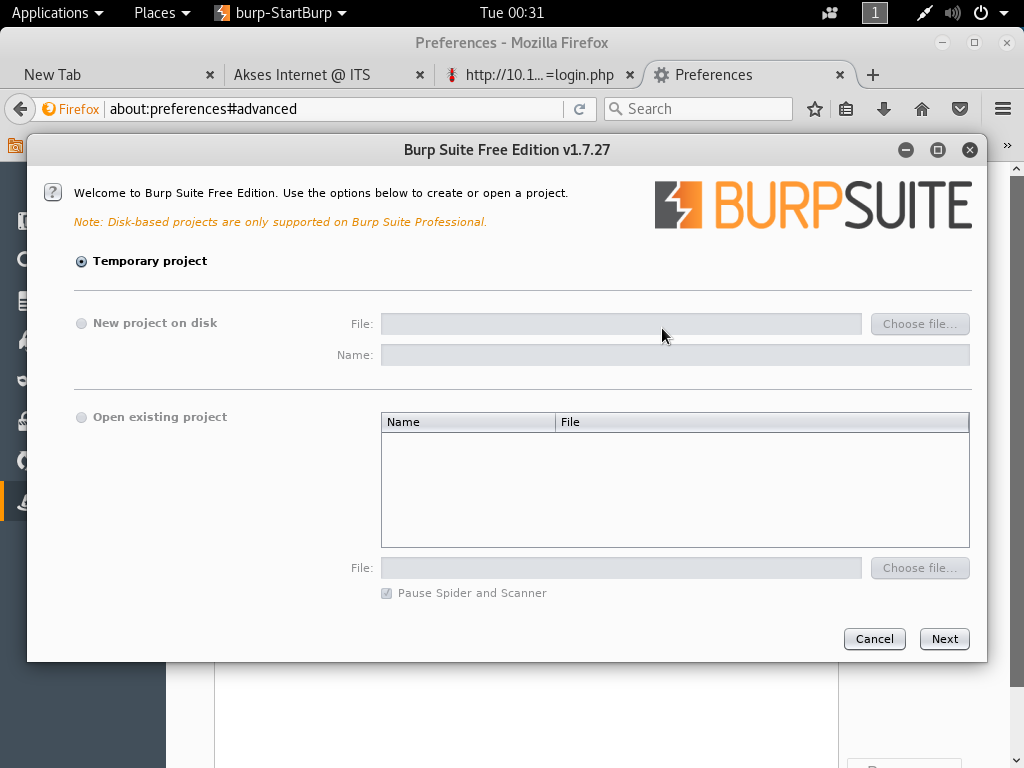 Applications Places burp-StartBurp Tue 00:31 1
Preferences - Mozilla Firefox
New Tab Akses Internet @ ITS http://10.1...=login.php Preferences
Firefox about:preferences#advanced Search
Burp Suite Free Edition v1.7.27
? Welcome to Burp Suite Free Edition. Use the options below to create or open a project.
Note: Disk-based projects are only supported on Burp Suite Professional.
BURPSUITE
Temporary project
New project on disk File: Choose file...
Name:
Open existing project Name File
File: Choose file...
Pause Spider and Scanner
Cancel Next